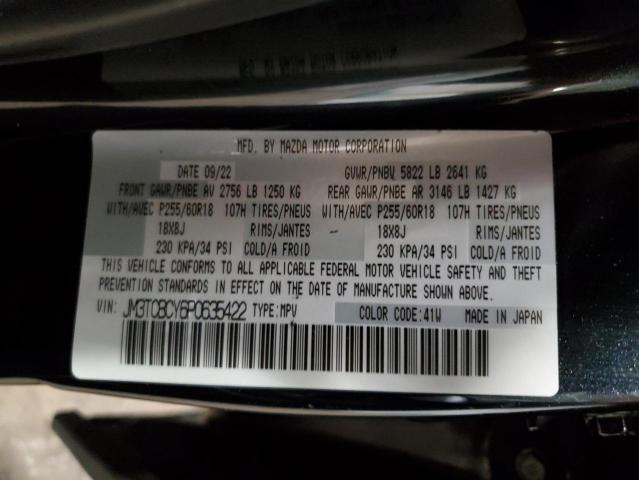 MFD. BY MAZDA MOTOR CORPORATION
DATE 09/22 GVWR/PNBV 5822 LB 2641 KG
FRONT GAWR/PNBE AV 2756 LB 1250 KG REAR GAWR/PNBE AR 3146 LB 1427 KG
WITH/AVEC P255/60R18 107H TIRES/PNEUS WITH/AVEC P255/60R18 107H TIRES/PNEUS
18X8J RIMS/JANTES 18X8J RIMS/JANTES
230 KPA/34 PSI COLD/A FROID 230 KPA/34 PSI COLD/A FROID
THIS VEHICLE CONFORMS TO ALL APPLICABLE FEDERAL MOTOR VEHICLE SAFETY AND THEFT
PREVENTION STANDARDS IN EFFECT ON THE DATE OF MANUFACTURE SHOWN ABOVE.
VIN: JM3TCBCY6P0635422 TYPE:MPV COLOR CODE:41W MADE IN JAPAN